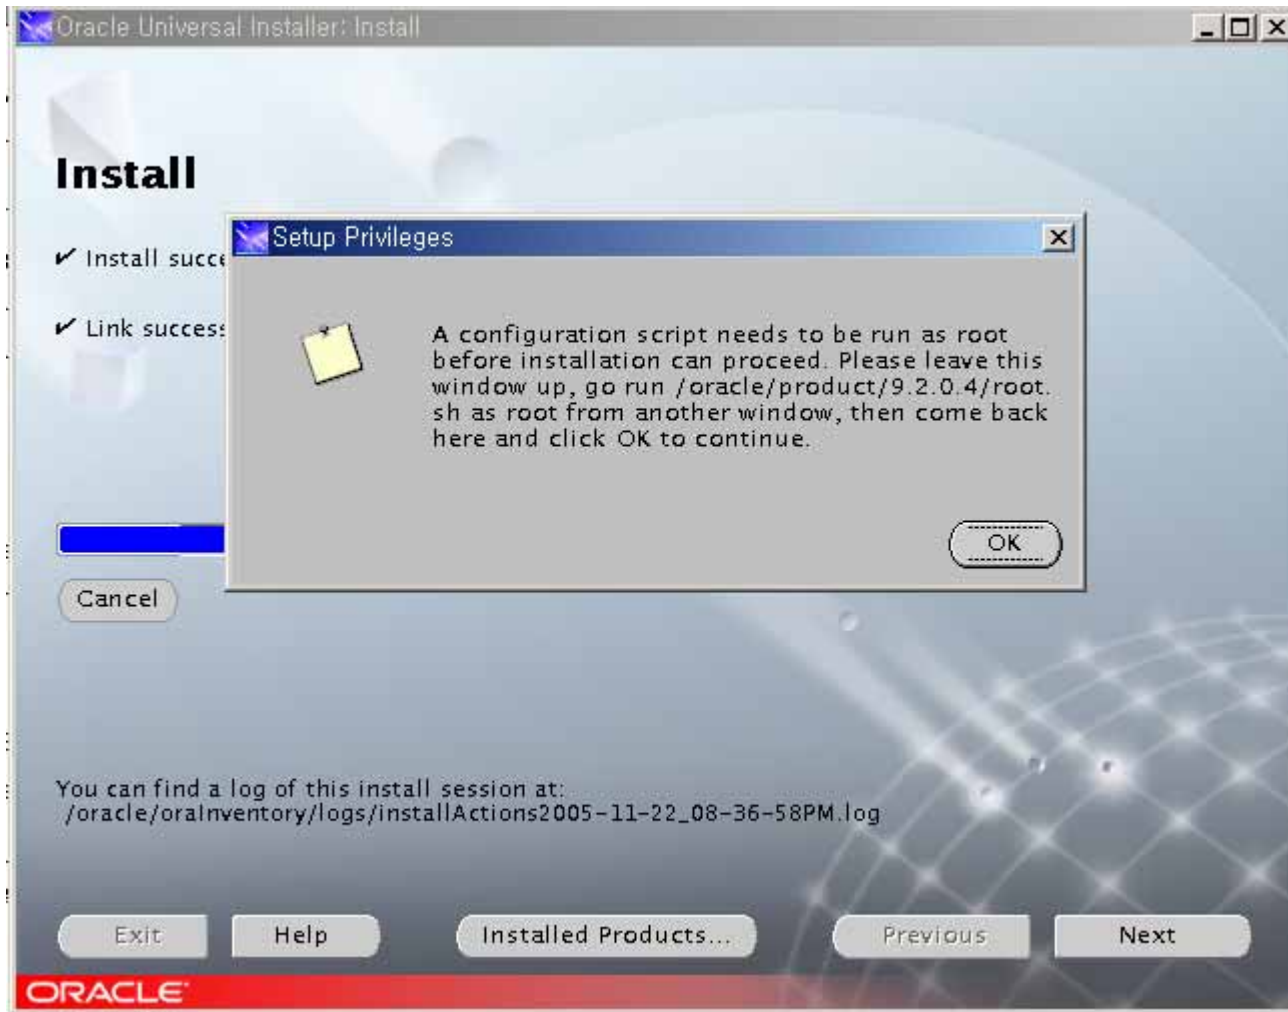 Oracle Universal Installer: Install
Install
Setup Privileges
✔ Install succe
✔ Link success
A configuration script needs to be run as root
before installation can proceed. Please leave this
window up, go run /oracle/product/9.2.0.4/root.
sh as root from another window, then come back
here and click OK to continue.
OK
Cancel
You can find a log of this install session at:
/oracle/oraInventory/logs/installActions2005-11-22_08-36-58PM.log
Exit
Help
Installed Products...
Previous
Next
ORACLE